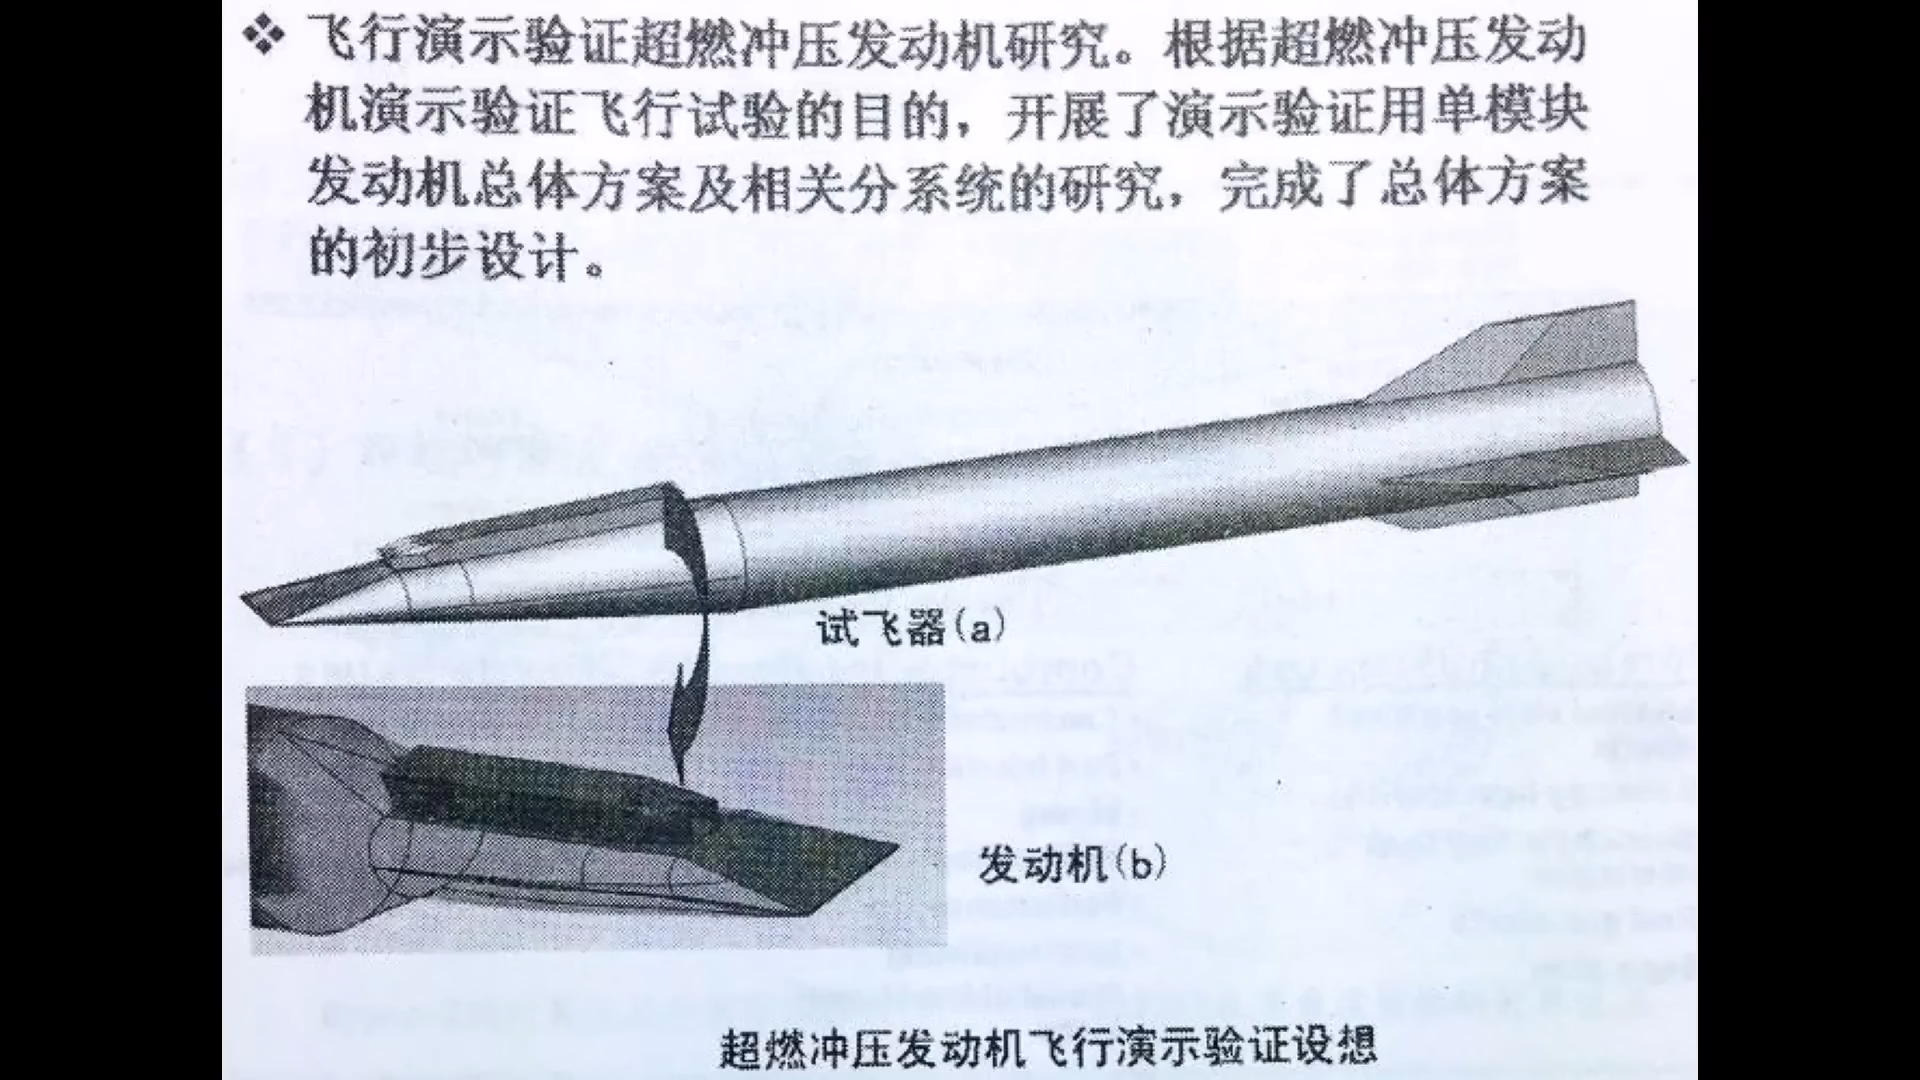 ❖ 飞行演示验证超燃冲压发动机研究。根据超燃冲压发动
机演示验证飞行试验的目的，开展了演示验证用单模块
发动机总体方案及相关分系统的研究，完成了总体方案
的初步设计。
试飞器(a)
发动机(b)
超燃冲压发动机飞行演示验证设想